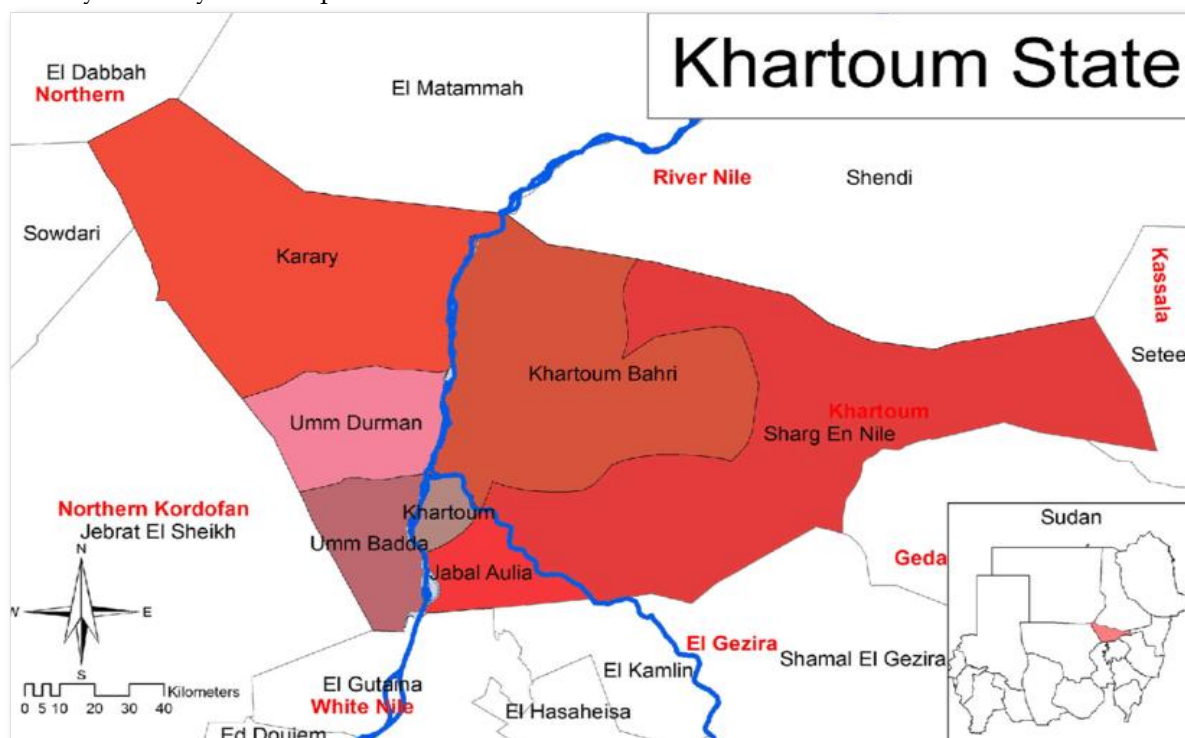 Khartoum State
El Dabbah
Northern
El Matammah
River Nile
Shendi
Sowdari
Karary
Kassala
Setee
Khartoum Bahri
Umm Durman
Khartoum
Sharg En Nile
Northern Kordofan
Jebrat El Sheikh
Khartoum
Umm Badda
Jabal Aulia
Sudan
Geda
N
W
E
S
El Gezira
Shamal El Gezira
El Kamlin
El Gutaina
White Nile
El Hasaheisa
Kilometers
0 5 10 20 30 40